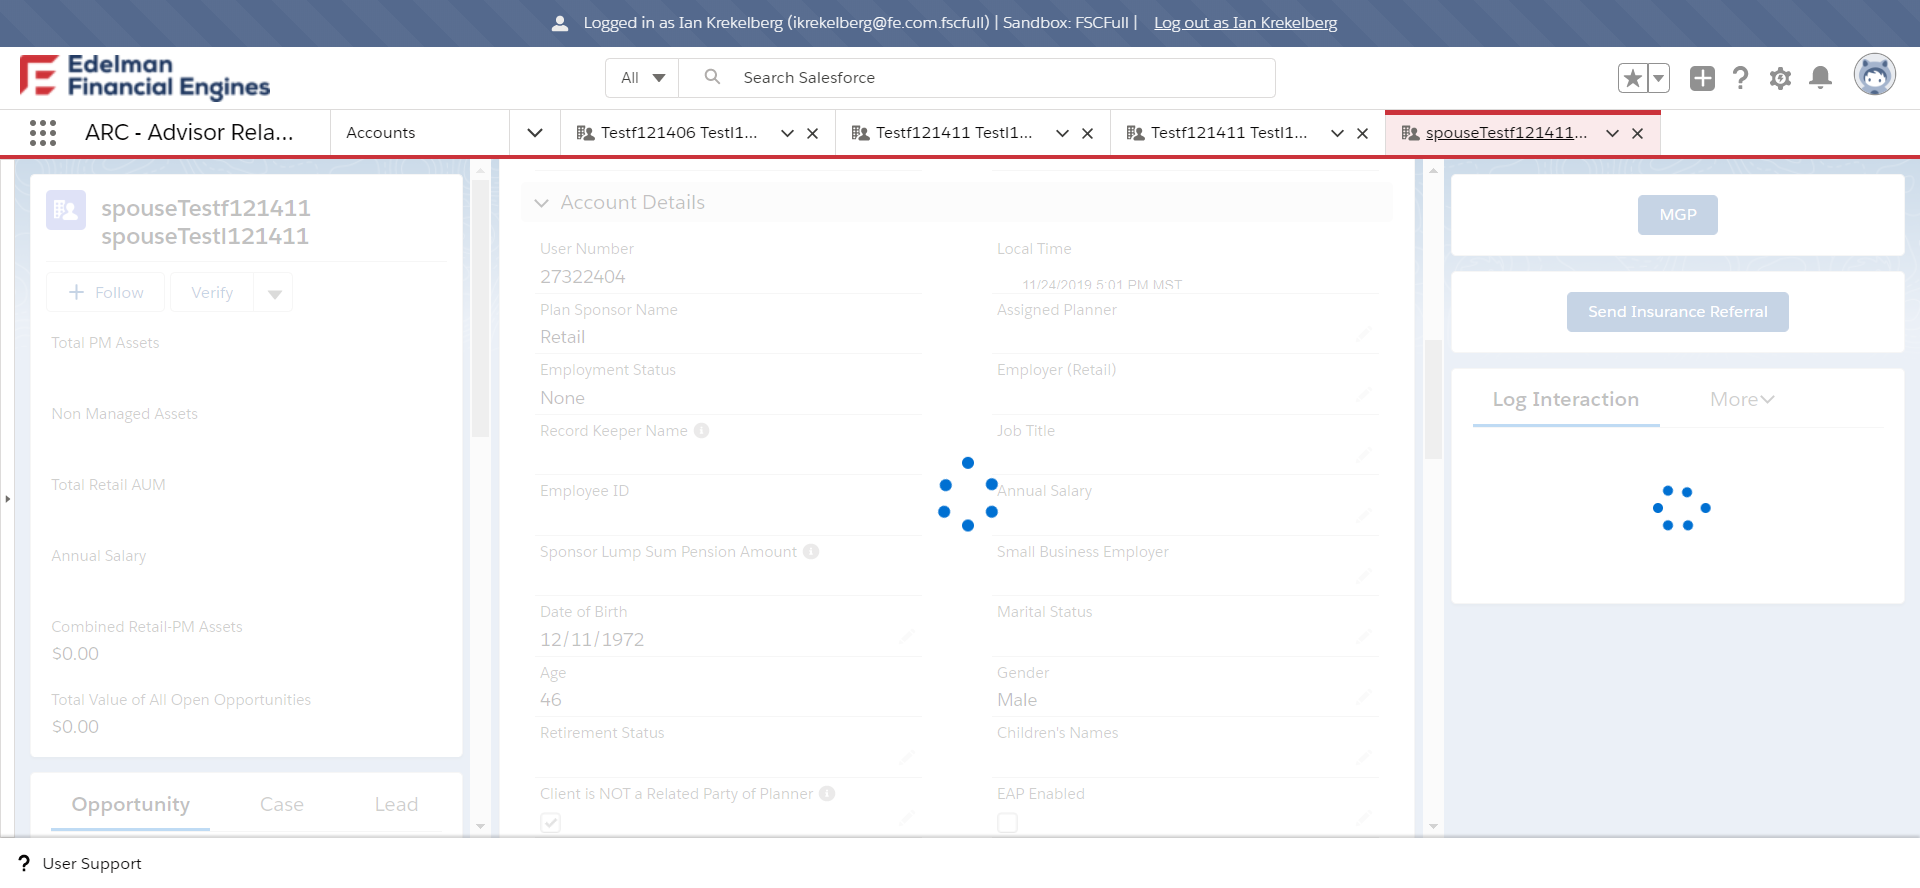 Logged in as Ian Krekelberg (ikrekelberg@fe.com.fscfull) | Sandbox: FSCFull | Log out as Ian Krekelberg
Edelman
Financial Engines
All
Search Salesforce
ARC - Advisor Rela...
Accounts
Testf121406 Testl1...
Testf121411 Testl1...
Testf121411 Testl1...
spouseTestf121411...
spouseTestf121411
spouseTestl121411
Follow
Verify
Total PM Assets
Non Managed Assets
Total Retail AUM
Annual Salary
Combined Retail-PM Assets
$0.00
Total Value of All Open Opportunities
$0.00
Opportunity
Case
Lead
Account Details
User Number
27322404
Local Time
11/24/2019 5:01 PM MST
Plan Sponsor Name
Retail
Assigned Planner
Employment Status
None
Employer (Retail)
Record Keeper Name
Job Title
Employee ID
Annual Salary
Sponsor Lump Sum Pension Amount
Small Business Employer
Date of Birth
12/11/1972
Marital Status
Age
46
Gender
Male
Retirement Status
Children's Names
Client is NOT a Related Party of Planner
EAP Enabled
MGP
Send Insurance Referral
Log Interaction
More
? User Support